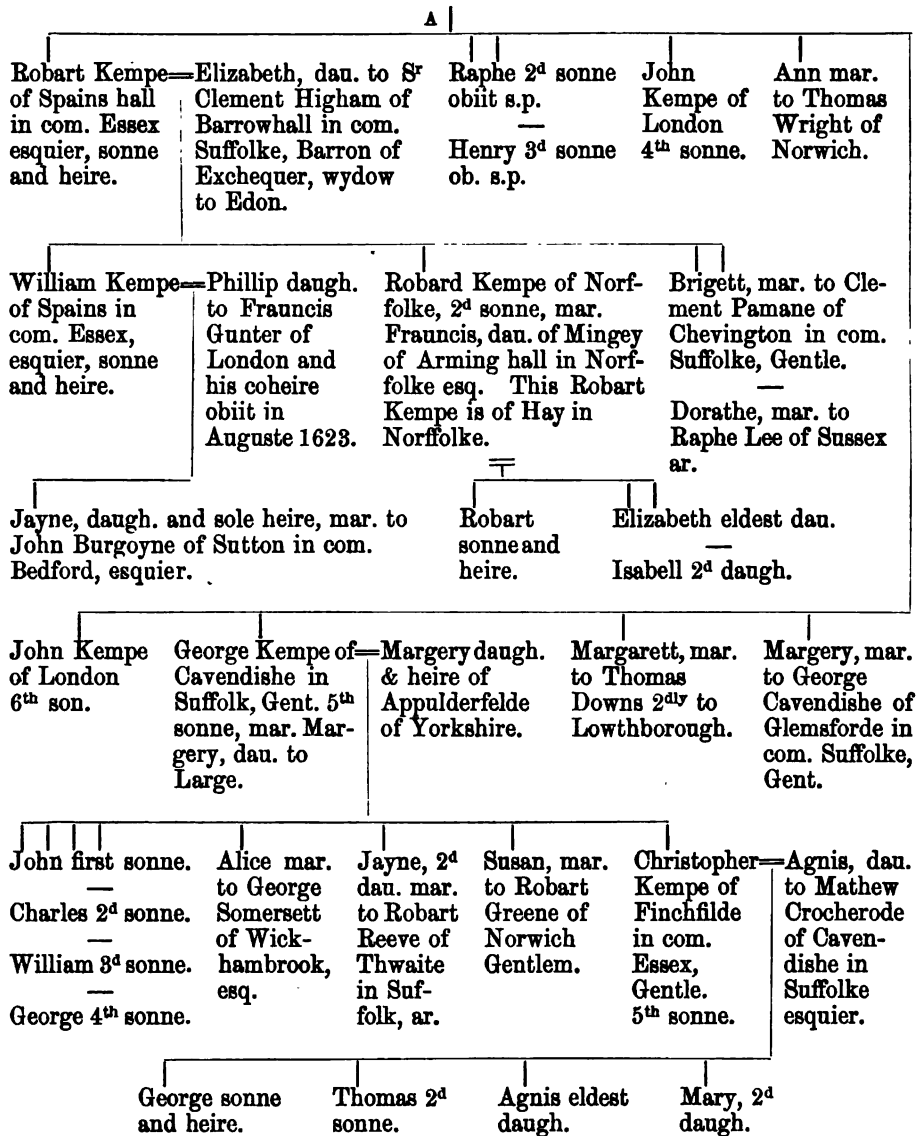 A
Robart Kempe=Elizabeth, dau. to Sr
of Spains hall
in com. Essex
esquier, sonne
and heire.
Clement Higham of
Barrowhall in com.
Suffolke, Barron of
Exchequer, wydow
to Edon.
Raphe 2d sonne
obiit s.p.
—
Henry 3d sonne
ob. s.p.
John
Kempe of
London
4th sonne.
Ann mar.
to Thomas
Wright of
Norwich.
William Kempe=Phillip daugh.
of Spains in
com. Essex,
esquier, sonne
and heire.
to Frauncis
Gunter of
London and
his coheire
obiit in
Auguste 1623.
Robard Kempe of Nor-
folke, 2d sonne, mar.
Frauncis, dau. of Mingey
of Arming hall in Norf-
folke esq. This Robart
Kempe is of Hay in
Norffolke.
Brigett, mar. to Cle-
ment Pamane of
Chevington in com.
Suffolke, Gentle.
—
Dorathe, mar. to
Raphe Lee of Sussex
ar.
Jayne, daugh. and sole heire, mar. to
John Burgoyne of Sutton in com.
Bedford, esquier.
Robart
sonne and
heire.
Elizabeth eldest dau.
—
Isabell 2d daugh.
John Kempe
of London
6th son.
George Kempe of=Margery daugh.
Cavendishe in
Suffolk, Gent. 5th
sonne, mar. Mar-
gery, dau. to
Large.
& heire of
Appulderfelde
of Yorkshire.
Margarett, mar.
to Thomas
Downs 2dly to
Lowthborough.
Margery, mar.
to George
Cavendishe of
Glemsforde in
com. Suffolke,
Gent.
John first sonne.
—
Charles 2d sonne.
—
William 3d sonne.
—
George 4th sonne.
Alice mar.
to George
Somersett
of Wick-
hambrook,
esq.
Jayne, 2d
dau. mar.
to Robart
Reeve of
Thwaite
in Suf-
folk, ar.
Susan, mar.
to Robart
Greene of
Norwich
Gentlem.
Christopher=Agnis, dau.
Kempe of
Finchfilde
in com.
Essex,
Gentle.
5th sonne.
to Mathew
Crocherode
of Caven-
dishe in
Suffolke
esquier.
George sonne
and heire.
Thomas 2d
sonne.
Agnis eldest
daugh.
Mary, 2d
daugh.